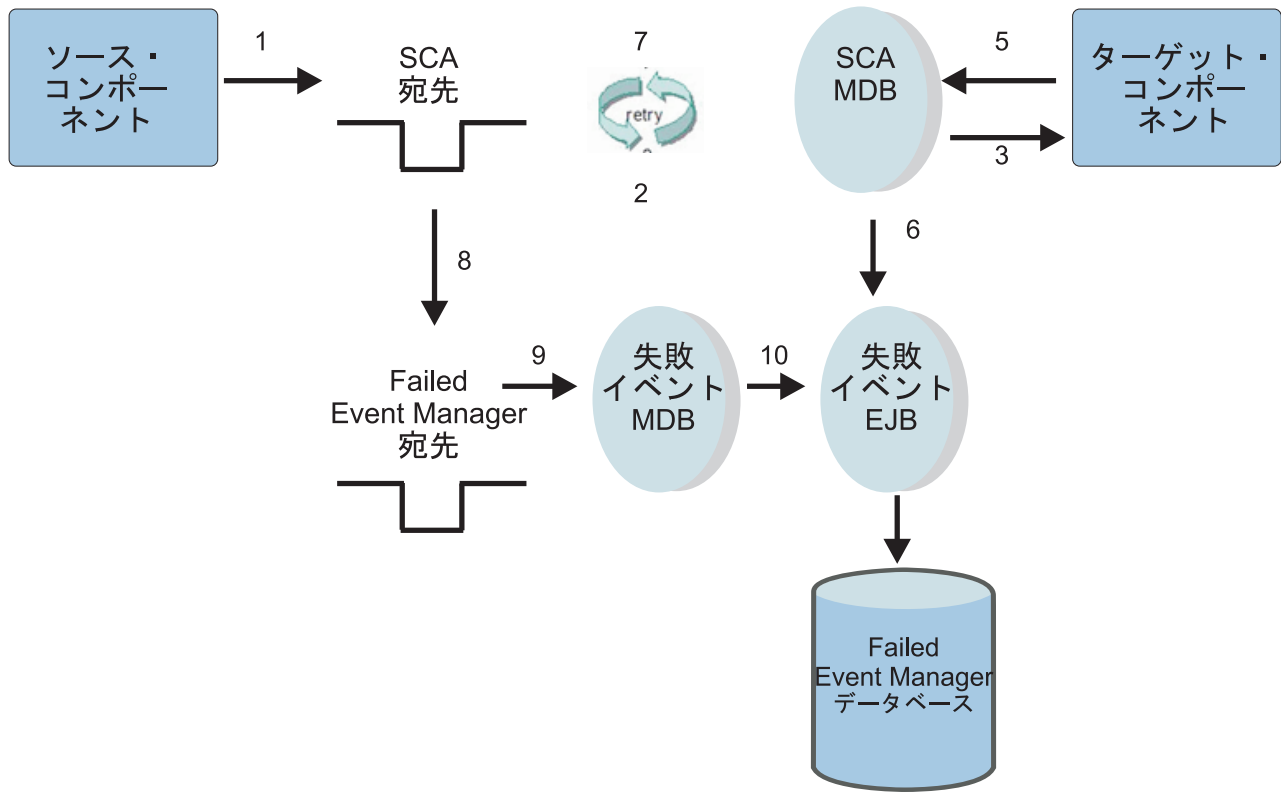 ソース・
コンポー
ネント
1
SCA
宛先
7
retry
2
SCA
MDB
5
3
ターゲット・
コンポー
ネント
8
6
Failed
Event Manager
宛先
9
失敗
イベント
MDB
10
失敗
イベント
EJB
Failed
Event Manager
データベース